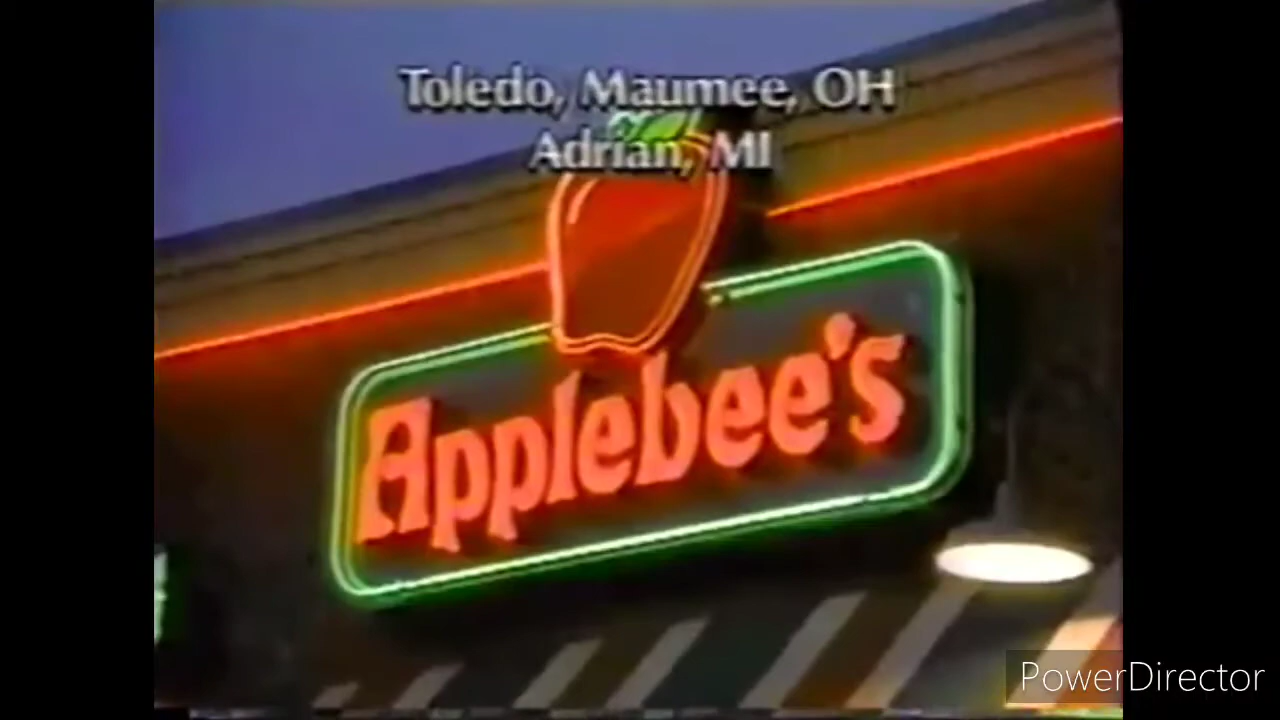 Toledo, Maumee, OH
Adrian, MI
Applebee's
PowerDirector